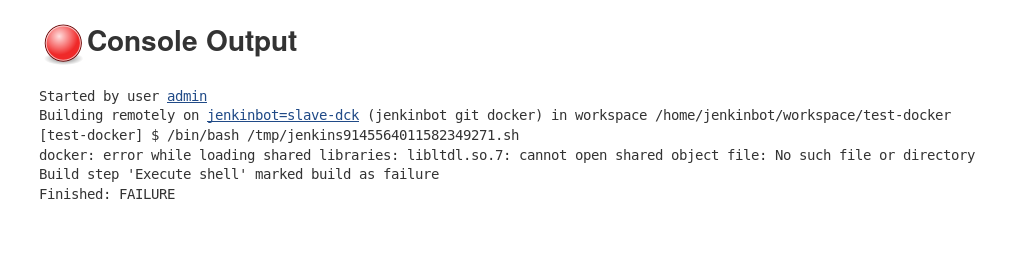 Console Output
Started by user admin
Building remotely on jenkinbot=slave-dck (jenkinbot git docker) in workspace /home/jenkinbot/workspace/test-docker
[test-docker] $ /bin/bash /tmp/jenkins9145564011582349271.sh
docker: error while loading shared libraries: libltdl.so.7: cannot open shared object file: No such file or directory
Build step 'Execute shell' marked build as failure
Finished: FAILURE